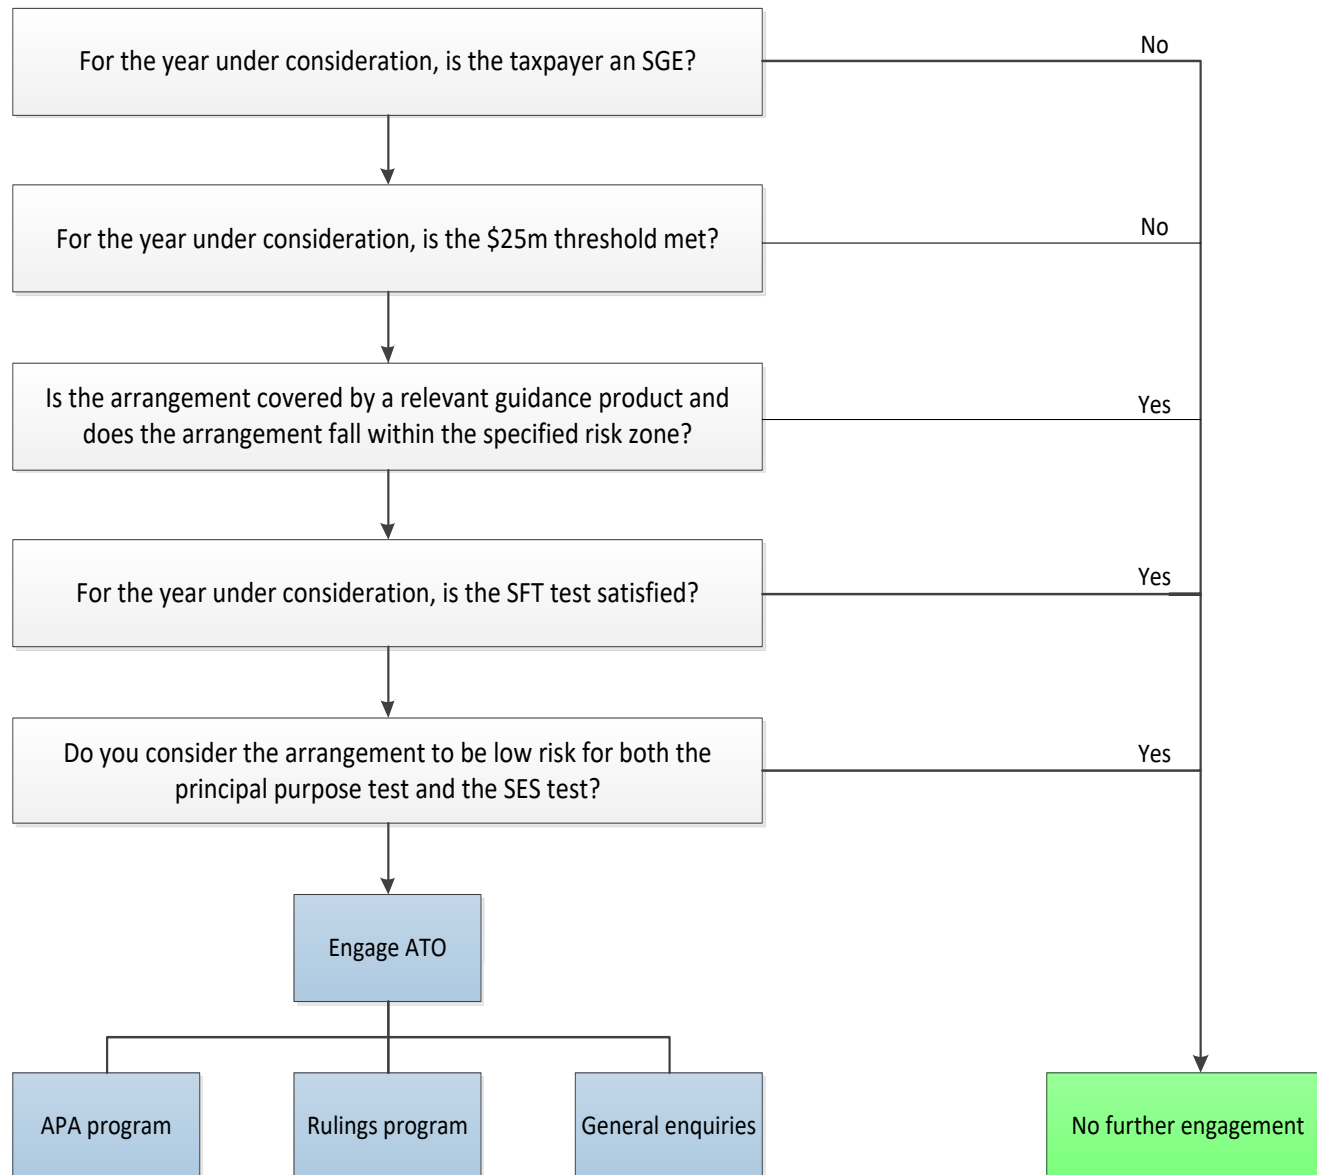 For the year under consideration, is the taxpayer an SGE?
No
For the year under consideration, is the $25m threshold met?
No
Is the arrangement covered by a relevant guidance product and
does the arrangement fall within the specified risk zone?
Yes
For the year under consideration, is the SFT test satisfied?
Yes
Do you consider the arrangement to be low risk for both the
principal purpose test and the SES test?
Yes
Engage ATO
APA program
Rulings program
General enquiries
No further engagement